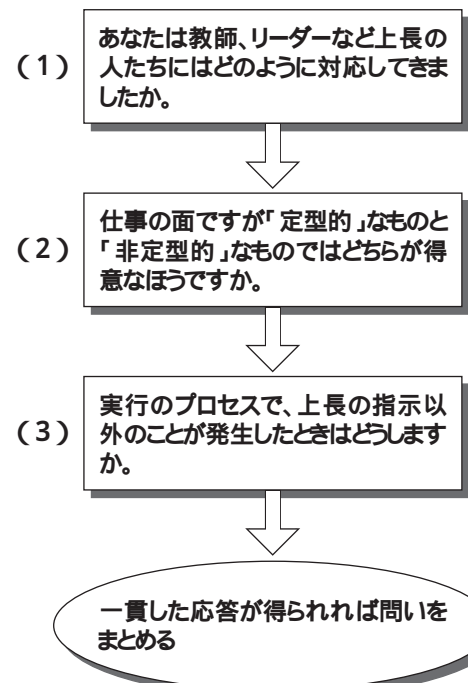 (1)
あなたは教師、リーダーなど上長の
人たちにはどのように対応してきま
したか。
(2)
仕事の面ですが「定型的」なものと
「非定型的」なものではどちらが得
意なほうですか。
(3)
実行のプロセスで、上長の指示以
外のことが発生したときはどうします
か。
一貫した応答が得られれば問いを
まとめる